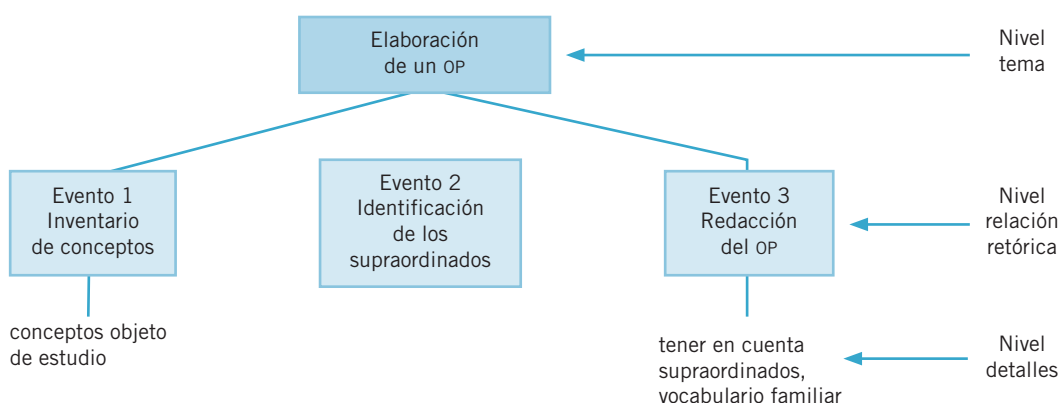 Elaboración
de un OP
Nivel
tema
Evento 1
Inventario
de conceptos
Evento 2
Identificación
de los
supraordinados
Evento 3
Redacción
del OP
Nivel
relación
retórica
conceptos objeto
de estudio
tener en cuenta
supraordinados,
vocabulario familiar
Nivel
detalles